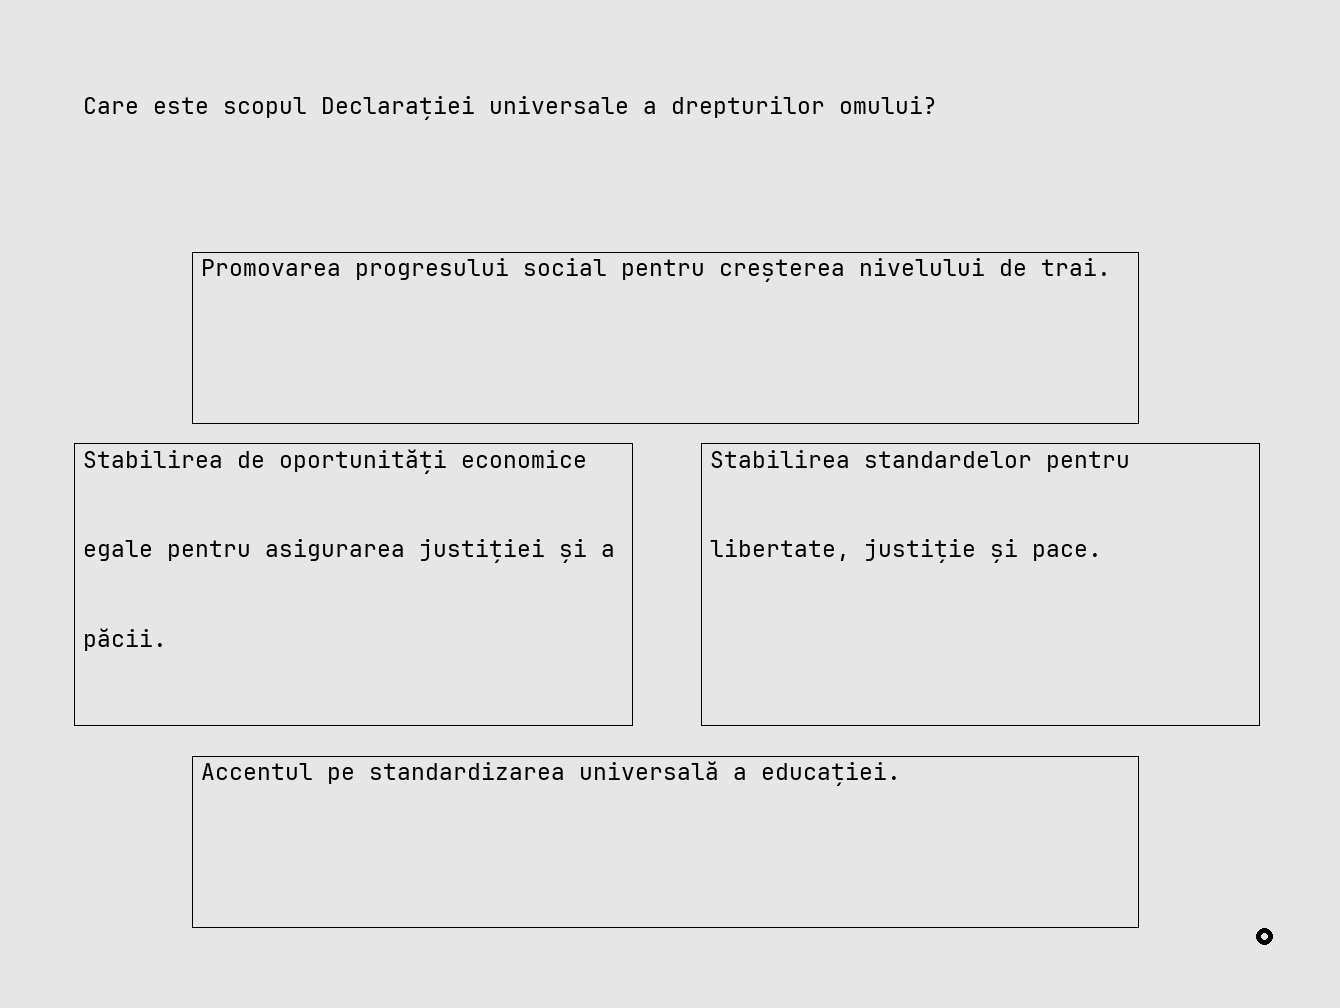 Care este scopul Declarației universale a drepturilor omului?
Promovarea progresului social pentru creșterea nivelului de trai.
Stabilirea de oportunități economice
egale pentru asigurarea justiției și a
păcii.
Stabilirea standardelor pentru
libertate, justiție și pace.
Accentul pe standardizarea universală a educației.